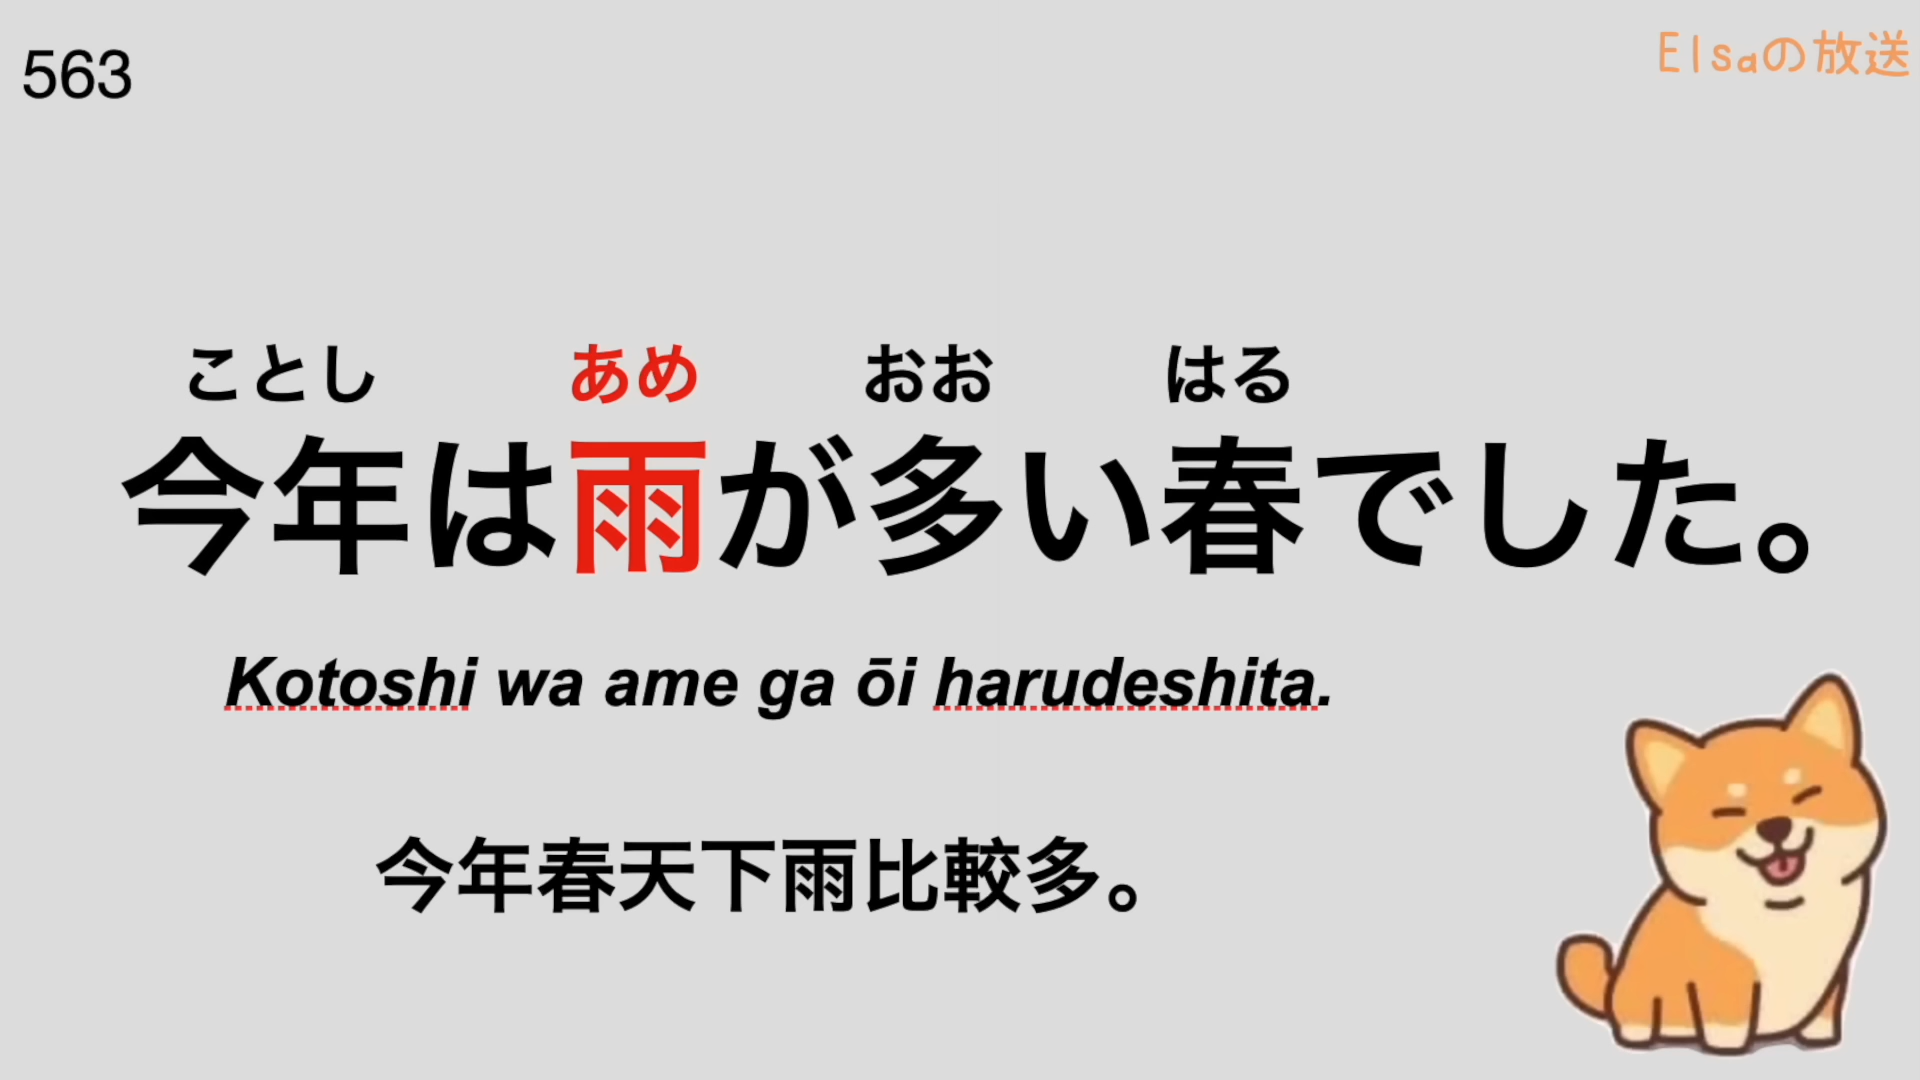 563
Elsaの放送
ことし あめ おお はる
今年は雨が多い春でした。
Kotoshi wa ame ga ōi harudeshita.
今年春天下雨比較多。